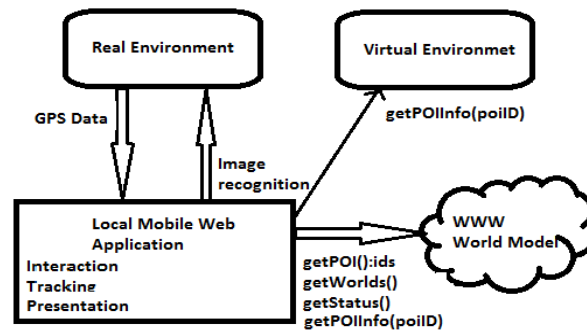 Real Environment
Virtual Environmet
GPS Data
getPOIInfo(poiID)
Image
recognition
Local Mobile Web
Application
Interaction
Tracking
Presentation
WWW
World Model
getPOI():ids
getWorlds()
getStatus()
getPOIInfo(poiID)